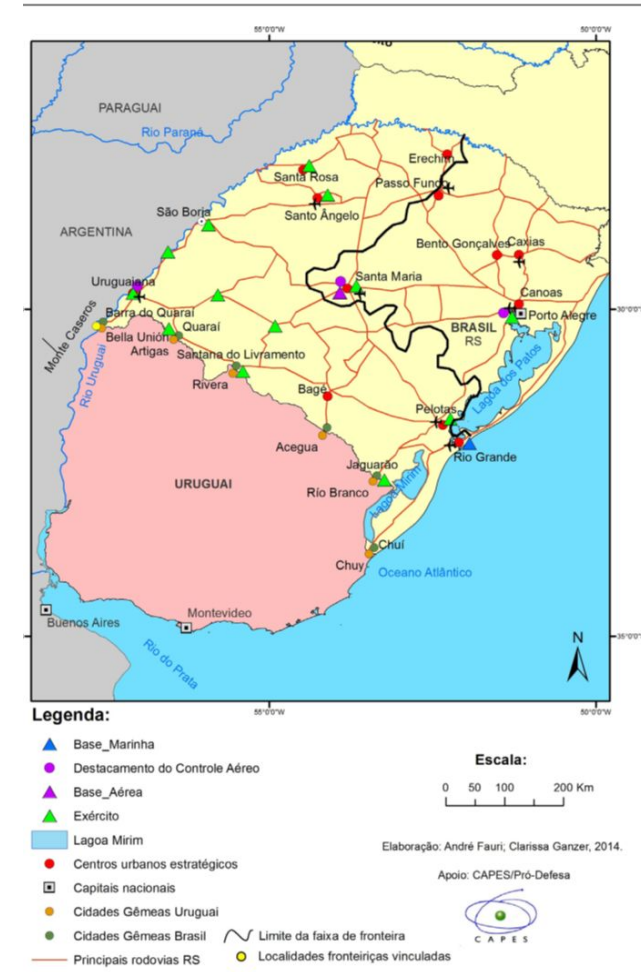 55°0'0"W 50°0'0"W
PARAGUAI
Rio Paraná
Erechim
Santa Rosa
Passo Fundo
Santo Ângelo
São Borja
ARGENTINA
Bento Gonçalves Caxias
Santa Maria
Uruguaiana
Canoas
Barra do Quaraí
Porto Alegre
BRASIL
RS
Monte Caseros
Bella Unión
Quaraí
Artigas
Santana do Livramento
Rio Uruguai
Lagoa dos Patos
Rivera
Bagé
Pelotas
Acegua
Rio Grande
Jaguarão
URUGUAI
Río Branco
Lagoa Mirim
Chuí
Chuy
Oceano Atlântico
Buenos Aires
Montevideo
Rio do Prata
N
55°0'0"W 50°0'0"W
Legenda:
Base_Marinha
Destacamento do Controle Aéreo
Base_Aérea
Exército
Lagoa Mirim
Centros urbanos estratégicos
Capitais nacionais
Cidades Gêmeas Uruguai
Cidades Gêmeas Brasil
Limite da faixa de fronteira
Principais rodovias RS
Localidades fronteiriças vinculadas
Escala:
0 50 100 200 Km
Elaboração: André Fauri; Clarissa Ganzer, 2014.
Apoio: CAPES/Pró-Defesa
CAPES